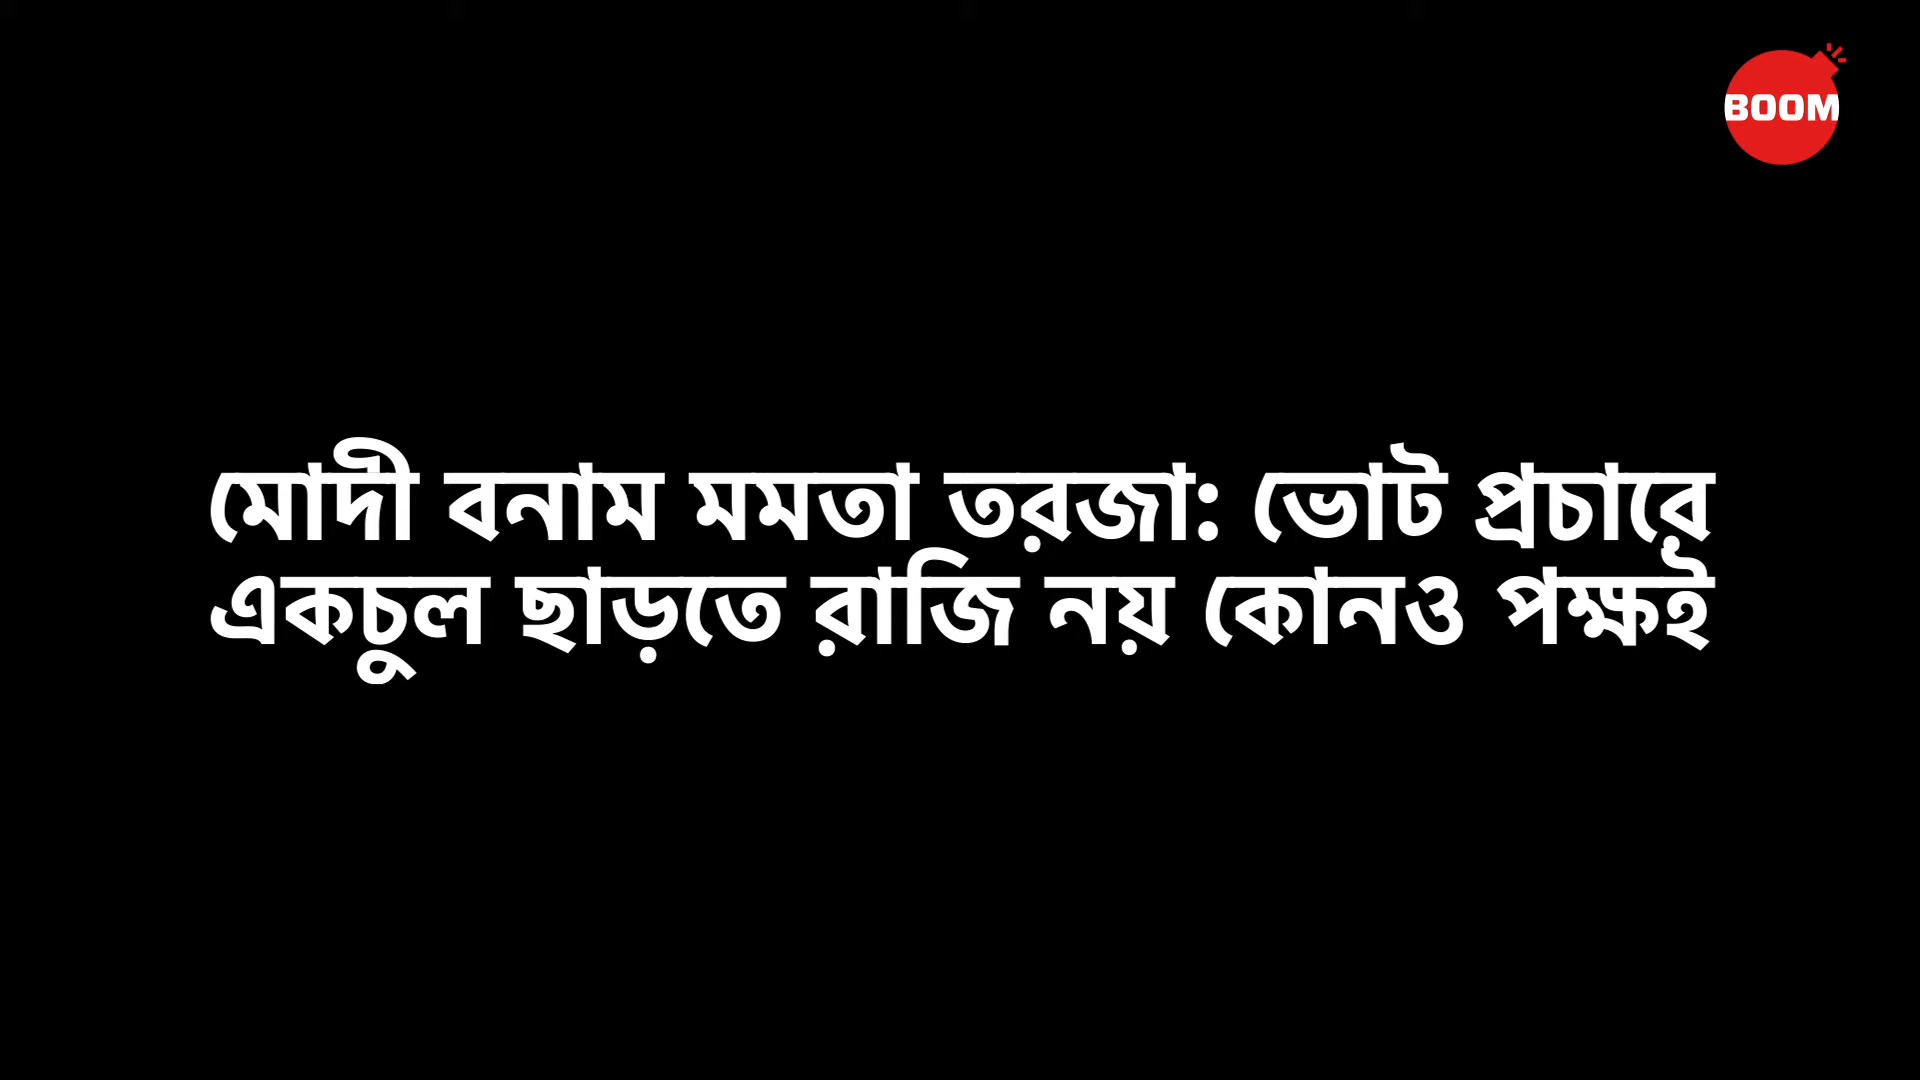 BOOM
মোদী বনাম মমতা তরজা: ভোট প্রচারে
একচুল ছাড়তে রাজি নয় কোনও পক্ষই